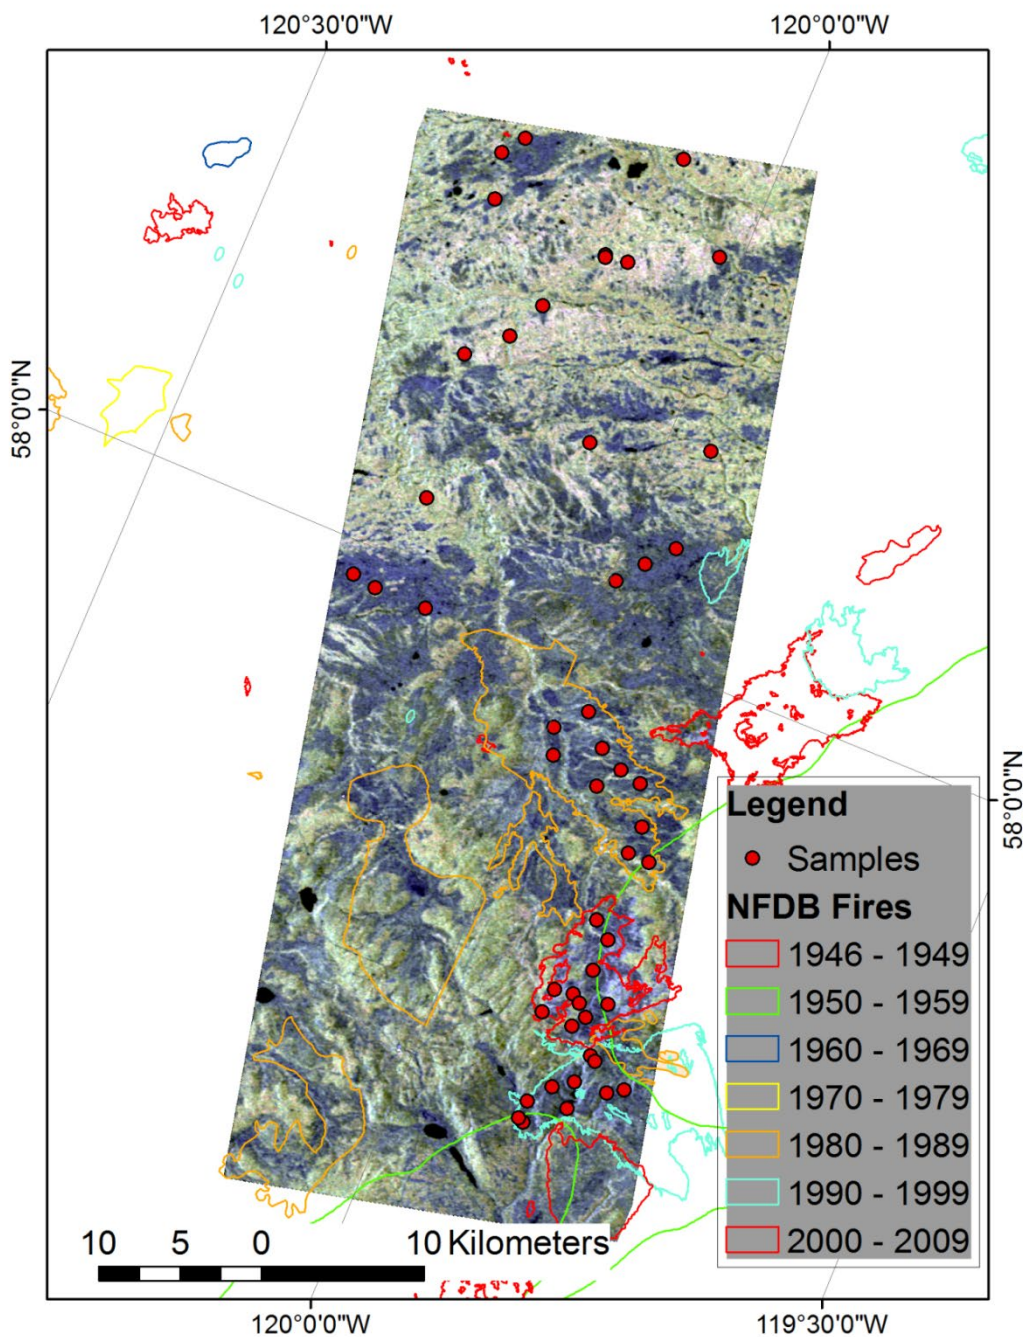 120°30'0"W
120°0'0"W
58°0'0"N
58°0'0"N
Legend
Samples
NFDB Fires
1946 - 1949
1950 - 1959
1960 - 1969
1970 - 1979
1980 - 1989
1990 - 1999
2000 - 2009
10 5 0 10 Kilometers
120°0'0"W
119°30'0"W